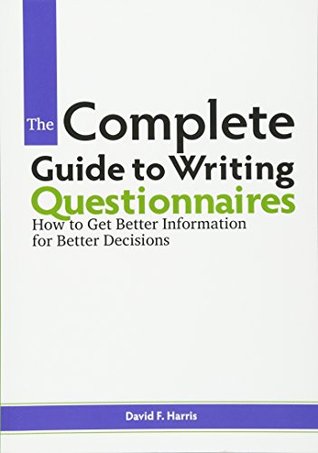 The Complete
Guide to Writing
Questionnaires
How to Get Better Information
for Better Decisions
David F. Harris